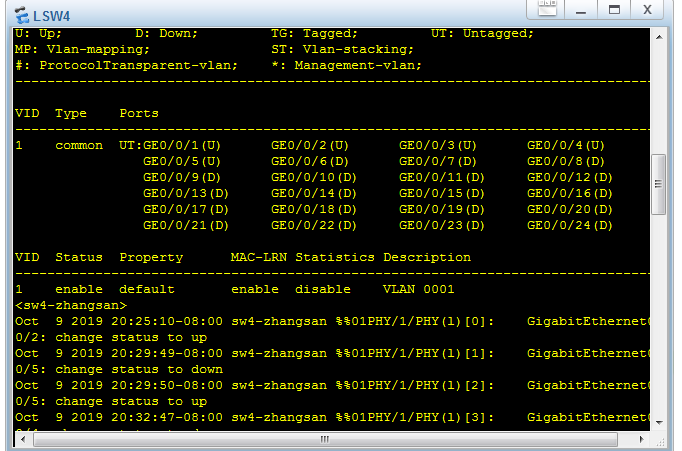 LSW4
U: Up;         D: Down;         TG: Tagged;         UT: Untagged;
MP: Vlan-mapping;               ST: Vlan-stacking;
#: ProtocolTransparent-vlan;    *: Management-vlan;
--------------------------------------------------------------------------------
VID  Type    Ports
--------------------------------------------------------------------------------
1    common  UT:GE0/0/1(U)      GE0/0/2(U)      GE0/0/3(U)      GE0/0/4(U)
GE0/0/5(U)      GE0/0/6(D)      GE0/0/7(D)      GE0/0/8(D)
GE0/0/9(D)      GE0/0/10(D)     GE0/0/11(D)     GE0/0/12(D)
GE0/0/13(D)     GE0/0/14(D)     GE0/0/15(D)     GE0/0/16(D)
GE0/0/17(D)     GE0/0/18(D)     GE0/0/19(D)     GE0/0/20(D)
GE0/0/21(D)     GE0/0/22(D)     GE0/0/23(D)     GE0/0/24(D)
VID  Status  Property      MAC-LRN Statistics Description
--------------------------------------------------------------------------------
1    enable  default       enable  disable    VLAN 0001
<sw4-zhangsan>
Oct  9 2019 20:25:10-08:00 sw4-zhangsan %%01PHY/1/PHY(l)[0]:    GigabitEthernet0
0/2: change status to up
Oct  9 2019 20:29:49-08:00 sw4-zhangsan %%01PHY/1/PHY(l)[1]:    GigabitEthernet0
0/5: change status to down
Oct  9 2019 20:29:50-08:00 sw4-zhangsan %%01PHY/1/PHY(l)[2]:    GigabitEthernet0
0/5: change status to up
Oct  9 2019 20:32:47-08:00 sw4-zhangsan %%01PHY/1/PHY(l)[3]:    GigabitEthernet0